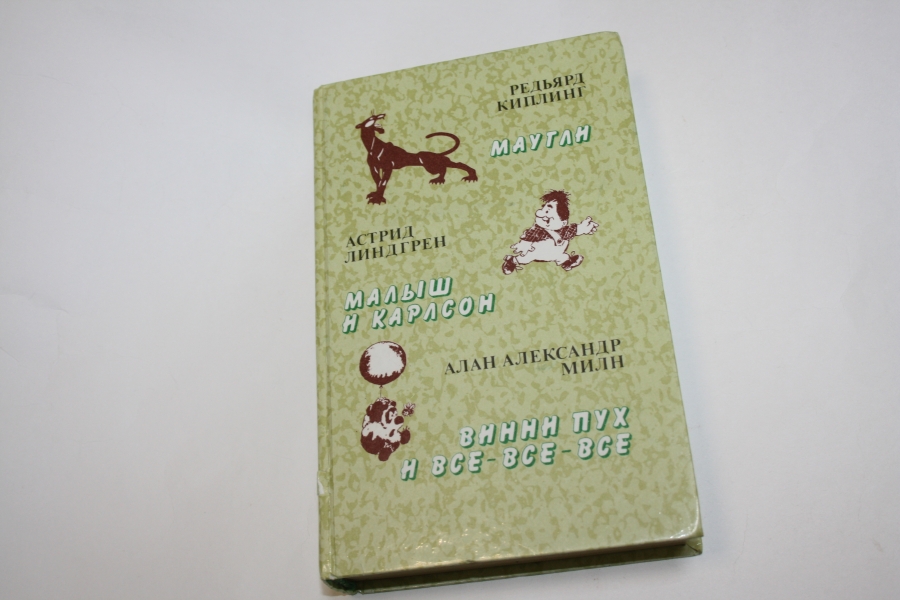 РЕДЬЯРД
КИПЛИНГ
МАУГЛИ
АСТРИД
ЛИНДГРЕН
МАЛЫШ
И КАРЛСОН
АЛАН АЛЕКСАНДР
МИЛН
ВИННИ ПУХ
И ВСЕ-ВСЕ-ВСЕ